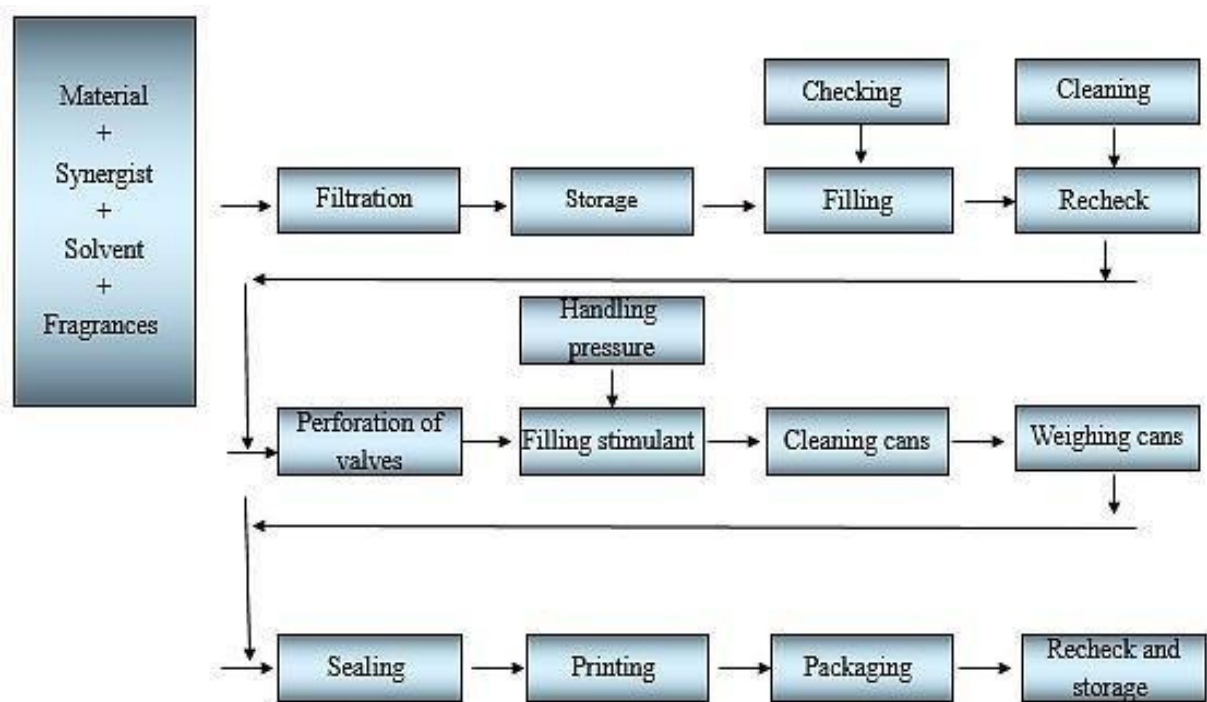 Material
+
Synergist
+
Solvent
+
Fragrances
Checking
Cleaning
Filtration
Storage
Filling
Recheck
Handling
pressure
Perforation of
valves
Filling stimulant
Cleaning cans
Weighing cans
Sealing
Printing
Packaging
Recheck and
storage